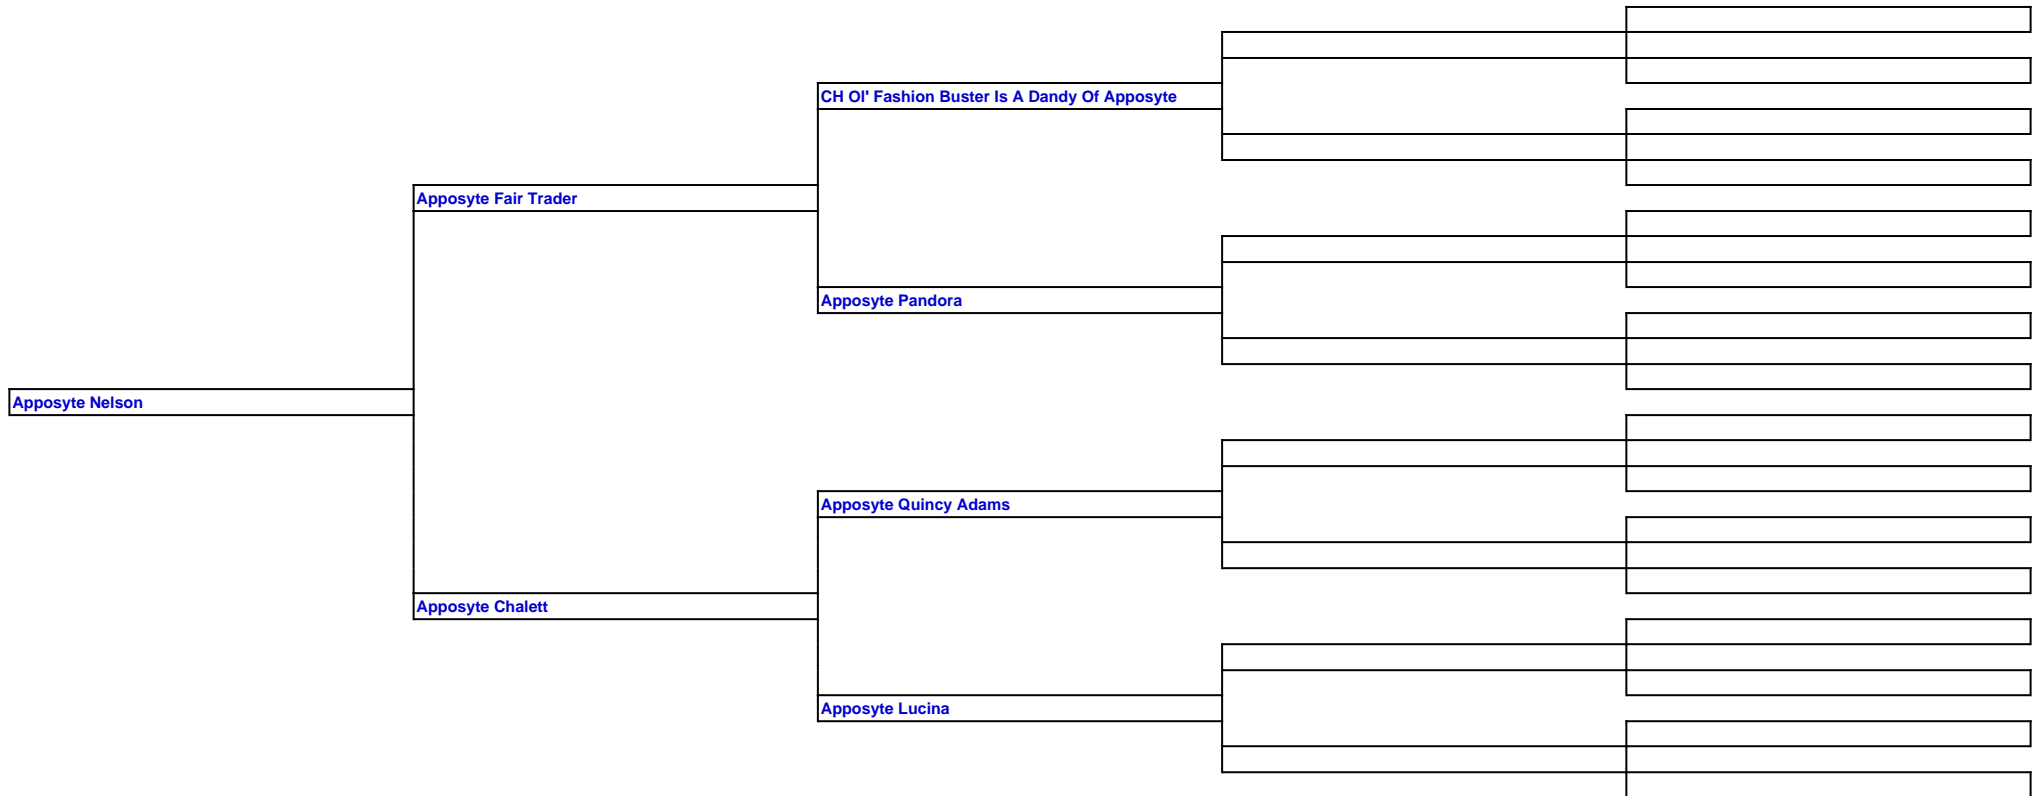 CH Ol' Fashion Buster Is A Dandy Of Apposyte
Apposyte Fair Trader
Apposyte Pandora
Apposyte Nelson
Apposyte Quincy Adams
Apposyte Chalett
Apposyte Lucina